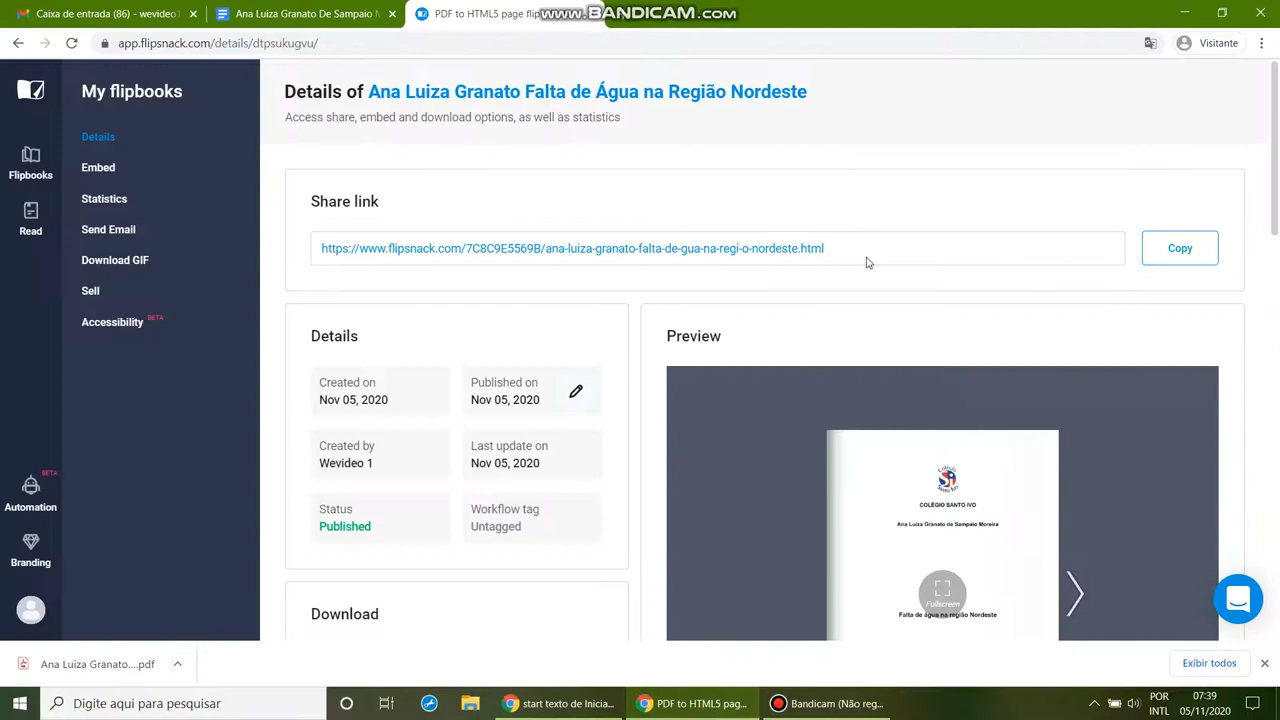 Caixa de entrada (86) - wevideo
Ana Luiza Granato De Sampaio M
PDF to HTML5 page flip
www.BANDICAM.com
app.flipsnack.com/details/dtpsukugvu/
Visitante
My flipbooks
Details
Embed
Statistics
Send Email
Download GIF
Sell
Accessibility BETA
Flipbooks
Read
BETA
Automation
Branding
Details of Ana Luiza Granato Falta de Água na Região Nordeste
Access share, embed and download options, as well as statistics
Share link
https://www.flipsnack.com/7C8C9E5569B/ana-luiza-granato-falta-de-gua-na-regi-o-nordeste.html
Copy
Details
Created on
Nov 05, 2020
Published on
Nov 05, 2020
Created by
Wevideo 1
Last update on
Nov 05, 2020
Status
Published
Workflow tag
Untagged
Download
Preview
COLÉGIO SANTO IVO
Ana Luiza Granato de Sampaio Moreira
Fullscreen
Falta de água na região Nordeste
Ana Luiza Granato....pdf
Exibir todos
Digite aqui para pesquisar
start texto de Inicia...
PDF to HTML5 pag...
Bandicam (Não reg...
POR
INTL
07:39
05/11/2020